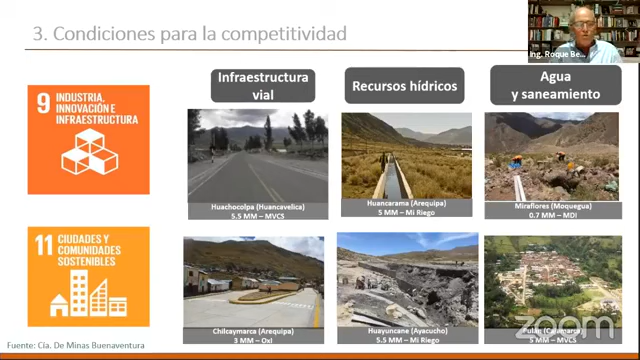 3. Condiciones para la competitividad
Ing. Roque Be...
9 INDUSTRIA,
INNOVACIÓN E
INFRAESTRUCTURA
11 CIUDADES Y
COMUNIDADES
SOSTENIBLES
Infraestructura
vial
Huachocolpa (Huancavelica)
5.5 MM – MVCS
Chilcaymarca (Arequipa)
3 MM – OxI
Recursos hídricos
Huancarama (Arequipa)
5 MM – Mi Riego
Huayuncane (Ayacucho)
5.5 MM – Mi Riego
Agua
y saneamiento
Miraflores (Moquegua)
0.7 MM – MDI
Pulán (Cajamarca)
5 MM – MVCS
zoom
Fuente: Cia. De Minas Buenaventura